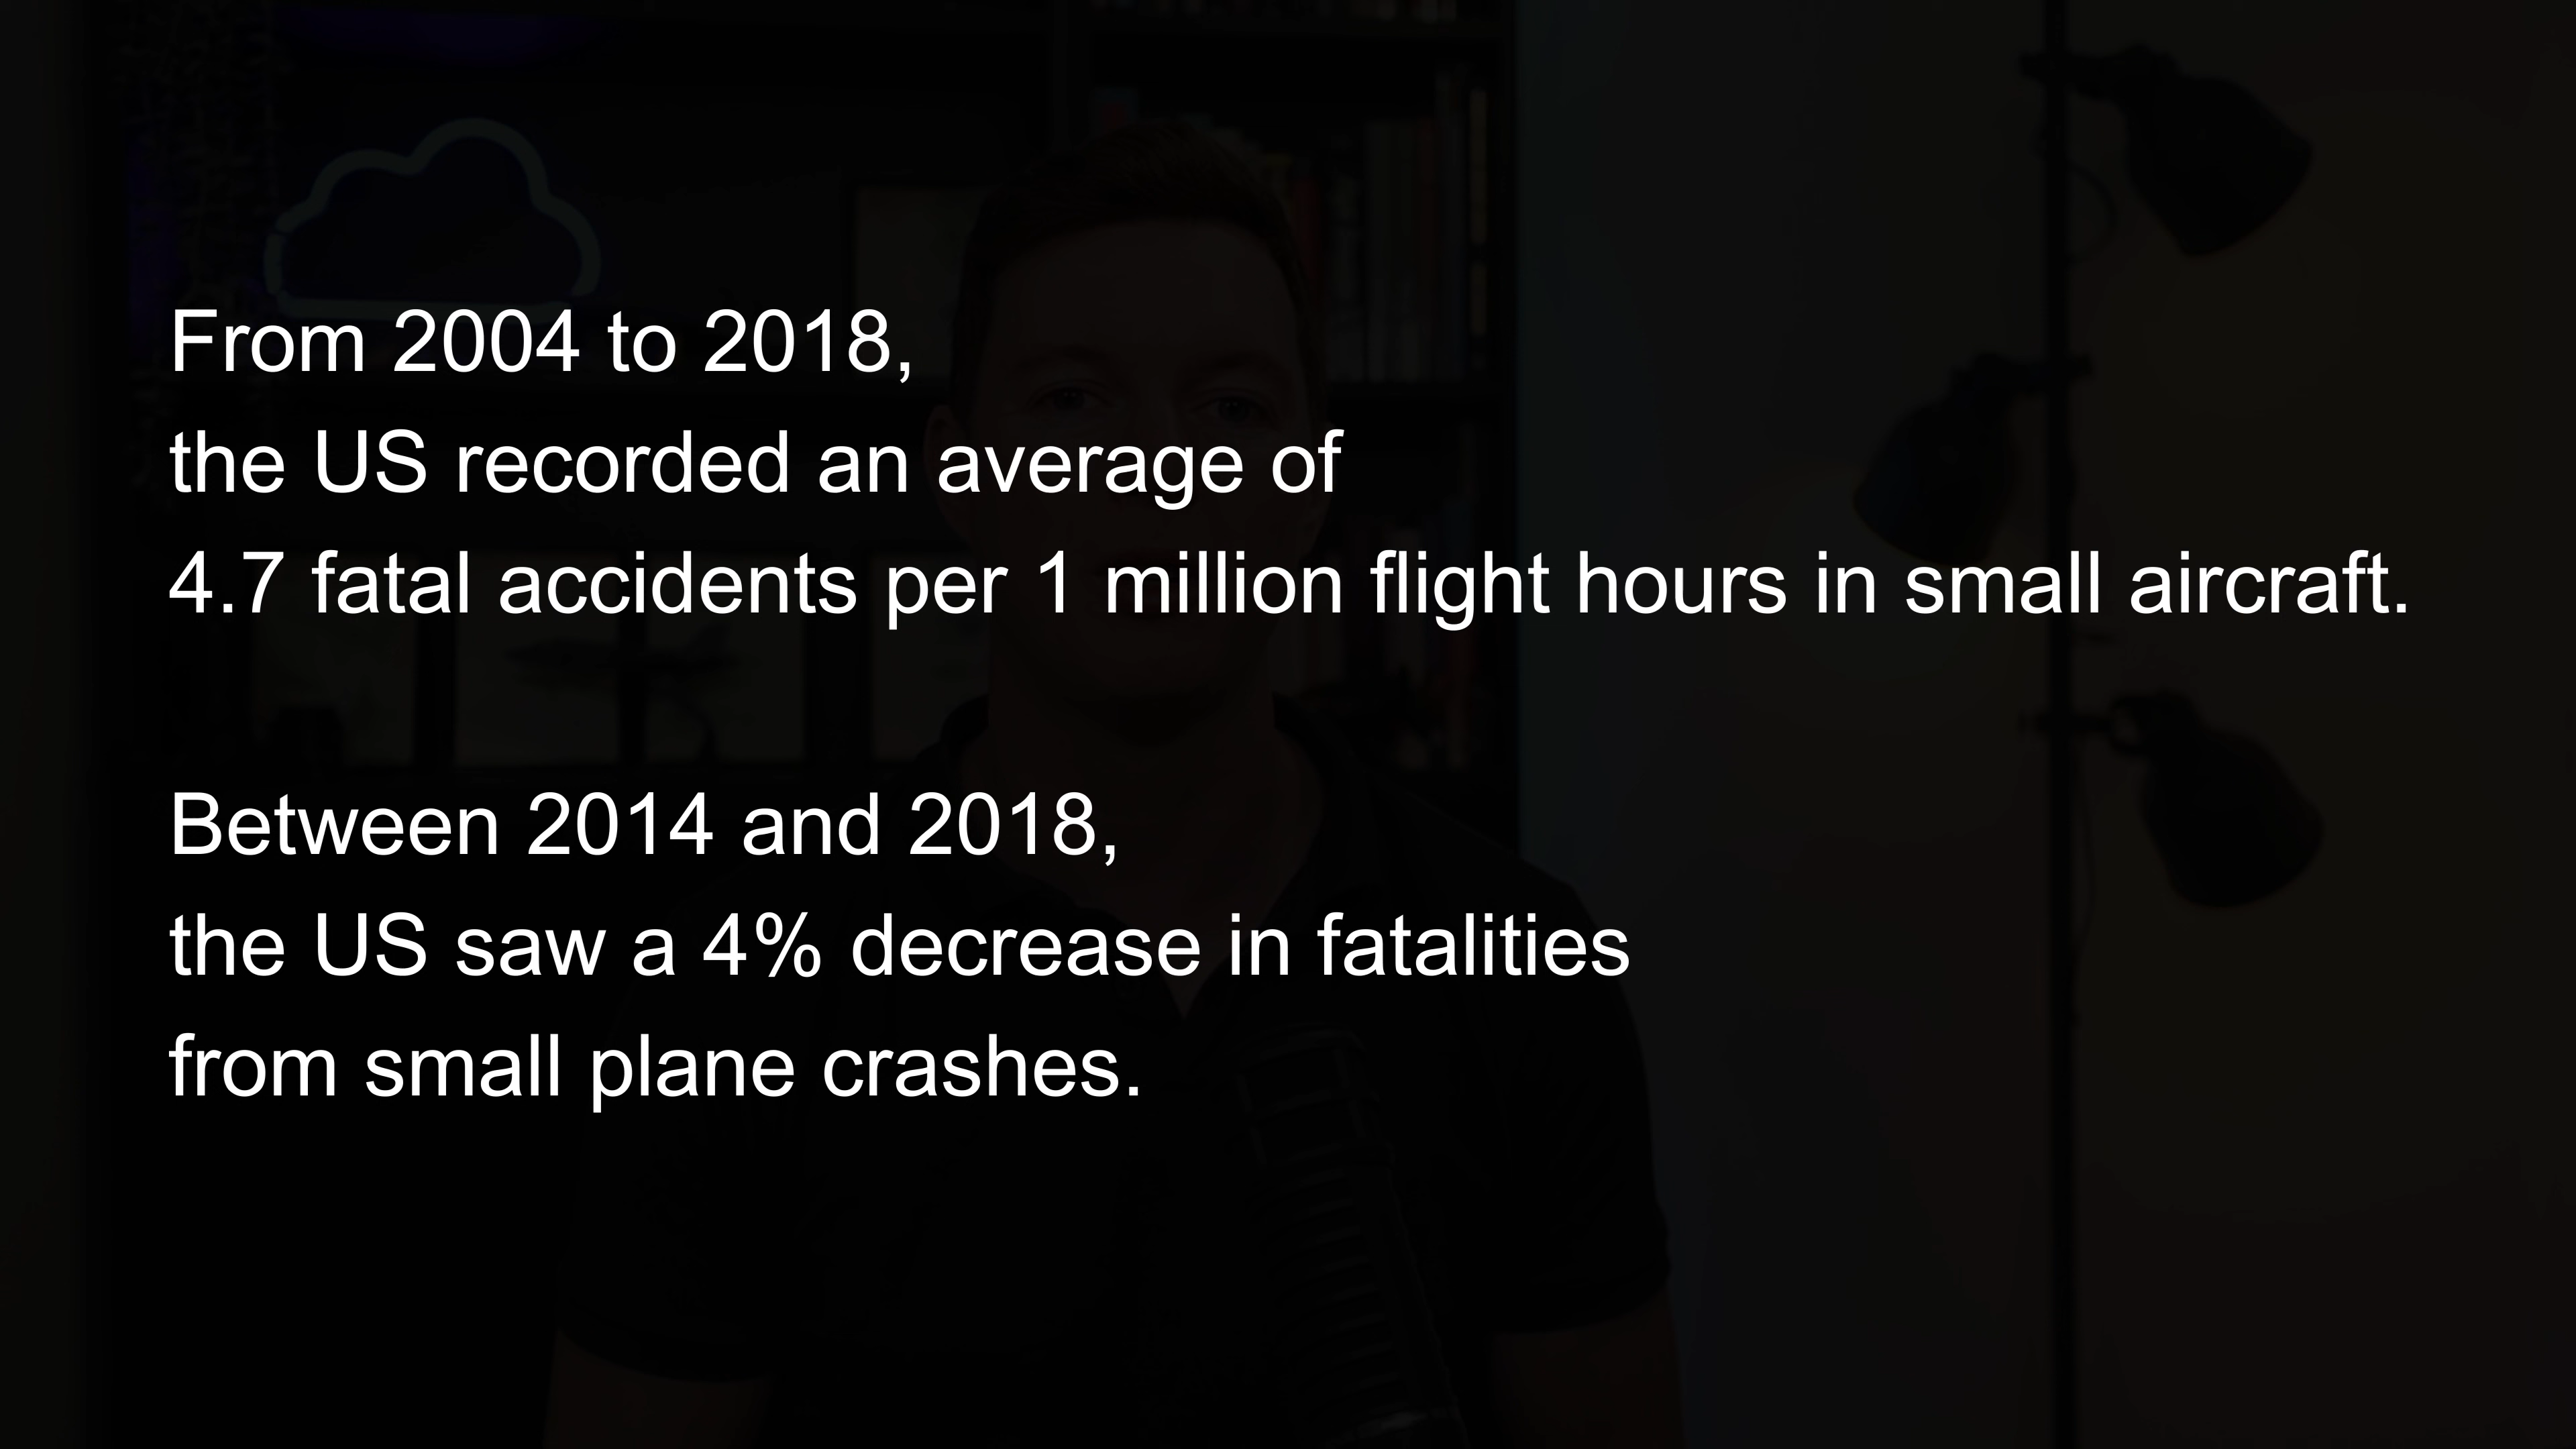 From 2004 to 2018,
the US recorded an average of
4.7 fatal accidents per 1 million flight hours in small aircraft.
Between 2014 and 2018,
the US saw a 4% decrease in fatalities
from small plane crashes.